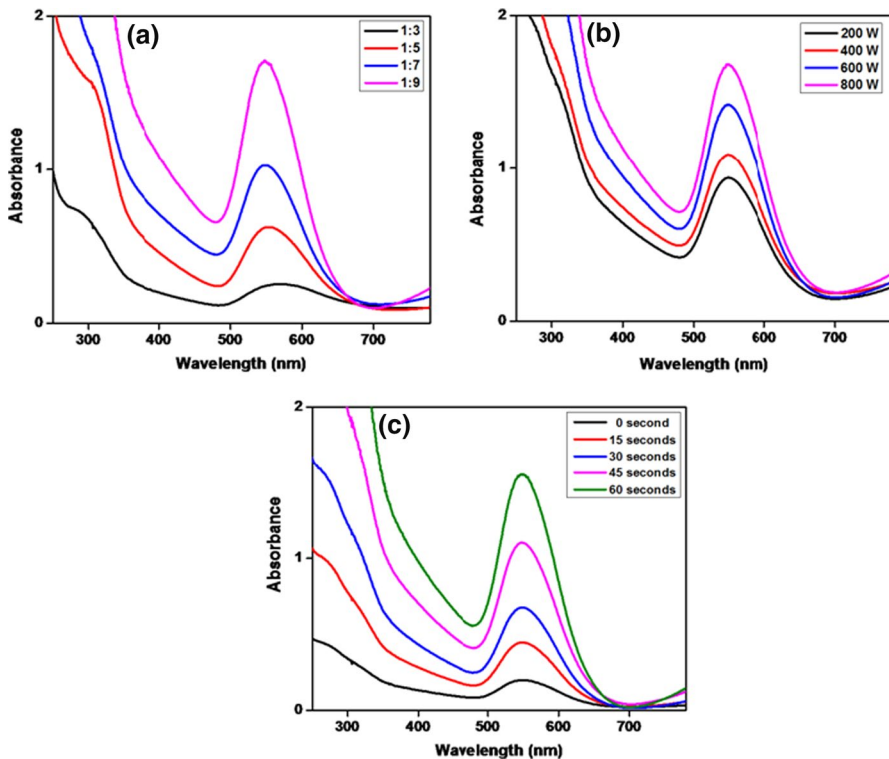 (a)
1:3
1:5
1:7
1:9
2
1
0
Absorbance
300 400 500 600 700
Wavelength (nm)
(b)
200 W
400 W
600 W
800 W
2
1
0
Absorbance
300 400 500 600 700
Wavelength (nm)
(c)
0 second
15 seconds
30 seconds
45 seconds
60 seconds
2
1
0
Absorbance
300 400 500 600 700
Wavelength (nm)